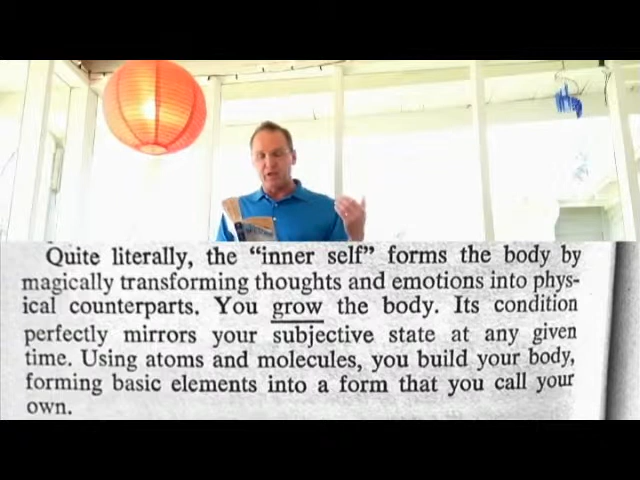 Quite literally, the “inner self” forms the body by
magically transforming thoughts and emotions into phys-
ical counterparts. You grow the body. Its condition
perfectly mirrors your subjective state at any given
time. Using atoms and molecules, you build your body,
forming basic elements into a form that you call your
own.